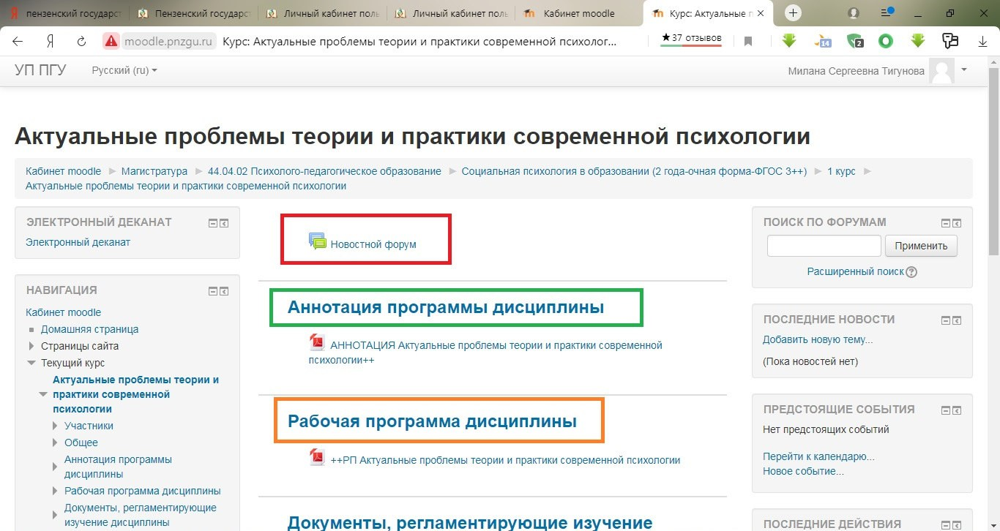 пензенский государст
Пензенский государст
Личный кабинет поль
Личный кабинет поль
Кабинет moodle
Курс: Актуальные п
moodle.pnzgu.ru
Курс: Актуальные проблемы теории и практики современной психолог...
★37 отзывов
14
2
УП ПГУ
Русский (ru)
Милана Сергеевна Тигунова
Актуальные проблемы теории и практики современной психологии
Кабинет moodle ► Магистратура ► 44.04.02 Психолого-педагогическое образование ► Социальная психология в образовании (2 года-очная форма-ФГОС 3++) ► 1 курс ►
Актуальные проблемы теории и практики современной психологии
ЭЛЕКТРОННЫЙ ДЕКАНАТ
Электронный деканат
НАВИГАЦИЯ
Кабинет moodle
Домашняя страница
Страницы сайта
Текущий курс
Актуальные проблемы теории и
практики современной
психологии
Участники
Общее
Аннотация программы
дисциплины
Рабочая программа дисциплины
Документы, регламентирующие
изучение дисциплины
Новостной форум
Аннотация программы дисциплины
АННОТАЦИЯ Актуальные проблемы теории и практики современной
психологии++
Рабочая программа дисциплины
++РП Актуальные проблемы теории и практики современной психологии
Документы, регламентирующие изучение
ПОИСК ПО ФОРУМАМ
Применить
Расширенный поиск
ПОСЛЕДНИЕ НОВОСТИ
Добавить новую тему...
(Пока новостей нет)
ПРЕДСТОЯЩИЕ СОБЫТИЯ
Нет предстоящих событий
Перейти к календарю...
Новое событие...
ПОСЛЕДНИЕ ДЕЙСТВИЯ